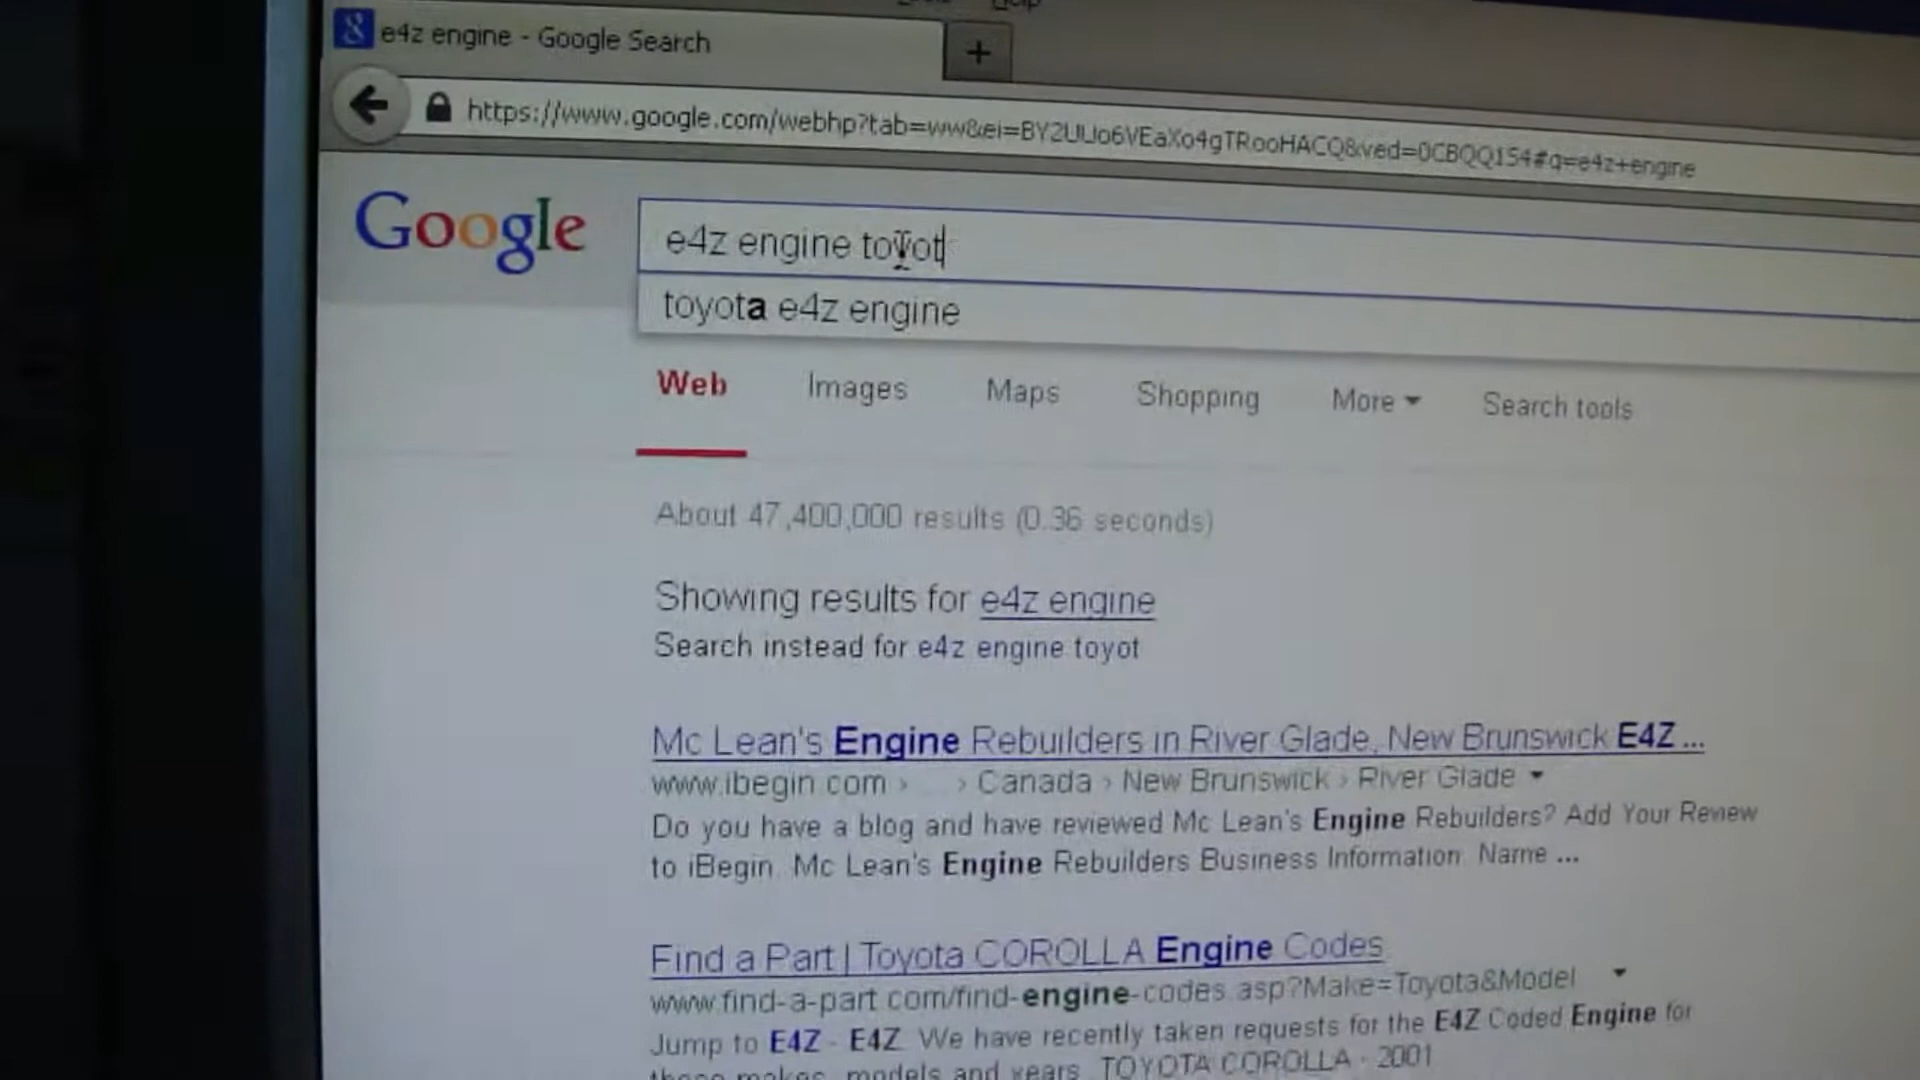 e4z engine - Google Search
+
https://www.google.com/webhp?tab=ww&ei=BY2UUo6VEaXo4gTRooHACQ&ved=0CBQQ1S4#q=e4z+engine
Google
e4z engine toyot
toyota e4z engine
Web Images Maps Shopping More Search tools
About 47,400,000 results (0.36 seconds)
Showing results for e4z engine
Search instead for e4z engine toyot
Mc Lean's Engine Rebuilders in River Glade, New Brunswick E4Z ...
www.ibegin.com › ... › Canada › New Brunswick › River Glade
Do you have a blog and have reviewed Mc Lean's Engine Rebuilders? Add Your Review
to iBegin. Mc Lean's Engine Rebuilders Business Information. Name ...
Find a Part | Toyota COROLLA Engine Codes
www.find-a-part.com/find-engine-codes.asp?Make=Toyota&Model
Jump to E4Z - E4Z. We have recently taken requests for the E4Z Coded Engine for
these makes, models and years. TOYOTA COROLLA - 2001